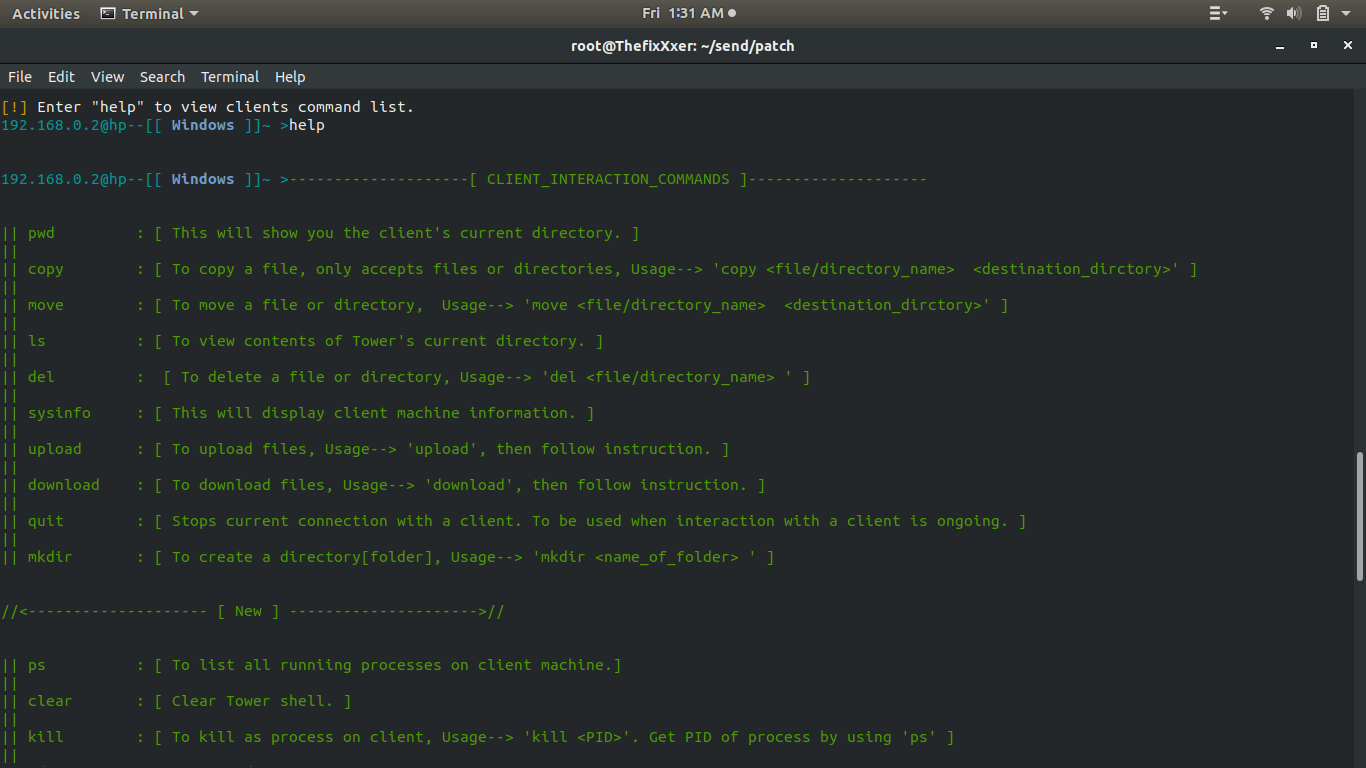 Activities Terminal Fri 1:31 AM
root@ThefixXxer: ~/send/patch
File Edit View Search Terminal Help
[!] Enter "help" to view clients command list.
192.168.0.2@hp--[[ Windows ]]~ >help
192.168.0.2@hp--[[ Windows ]]~ >--------------------[ CLIENT_INTERACTION_COMMANDS ]--------------------
|| pwd : [ This will show you the client's current directory. ]
||
|| copy : [ To copy a file, only accepts files or directories, Usage--> 'copy <file/directory_name>  <destination_dirctory>' ]
||
|| move : [ To move a file or directory,  Usage--> 'move <file/directory_name>  <destination_dirctory>' ]
||
|| ls : [ To view contents of Tower's current directory. ]
||
|| del :  [ To delete a file or directory, Usage--> 'del <file/directory_name> ' ]
||
|| sysinfo : [ This will display client machine information. ]
||
|| upload : [ To upload files, Usage--> 'upload', then follow instruction. ]
||
|| download : [ To download files, Usage--> 'download', then follow instruction. ]
||
|| quit : [ Stops current connection with a client. To be used when interaction with a client is ongoing. ]
||
|| mkdir : [ To create a directory[folder], Usage--> 'mkdir <name_of_folder> ' ]
//<-------------------- [ New ] --------------------->//
|| ps : [ To list all runniing processes on client machine.]
||
|| clear : [ Clear Tower shell. ]
||
|| kill : [ To kill as process on client, Usage--> 'kill <PID>'. Get PID of process by using 'ps' ]
||